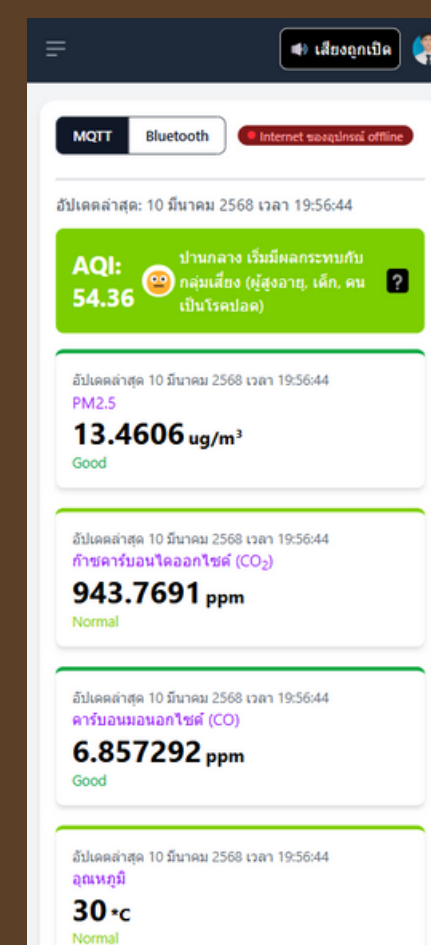 เสียงถูกเปิด
MQTT Bluetooth Internet ของอุปกรณ์ offline
อัปเดตล่าสุด: 10 มีนาคม 2568 เวลา 19:56:44
AQI:
54.36
ปานกลาง เริ่มมีผลกระทบกับ
กลุ่มเสี่ยง (ผู้สูงอายุ, เด็ก, คน
เป็นโรคปอด)
?
อัปเดตล่าสุด 10 มีนาคม 2568 เวลา 19:56:44
PM2.5
13.4606 ug/m³
Good
อัปเดตล่าสุด 10 มีนาคม 2568 เวลา 19:56:44
ก๊าซคาร์บอนไดออกไซด์ (CO₂)
943.7691 ppm
Normal
อัปเดตล่าสุด 10 มีนาคม 2568 เวลา 19:56:44
คาร์บอนมอนอกไซด์ (CO)
6.857292 ppm
Good
อัปเดตล่าสุด 10 มีนาคม 2568 เวลา 19:56:44
อุณหภูมิ
30 °C
Normal